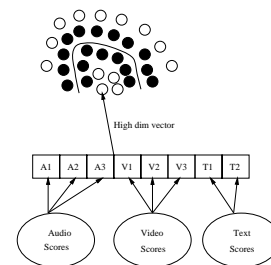 High dim vector
A1 A2 A3 V1 V2 V3 T1 T2
Audio Scores
Video Scores
Text Scores